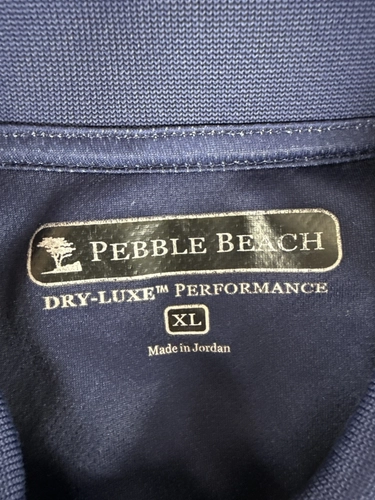 PEBBLE BEACH
DRY-LUXE™ PERFORMANCE
XL
Made in Jordan